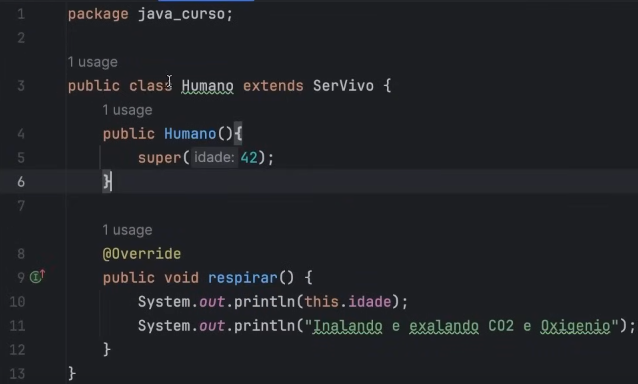 1 package java_curso;
2
1 usage
3 public class Humano extends SerVivo {
1 usage
4 public Humano(){
5 super( idade: 42);
6 }
7
1 usage
8 @Override
9 public void respirar() {
10 System.out.println(this.idade);
11 System.out.println("Inalando e exalando CO2 e Oxigenio");
12 }
13 }